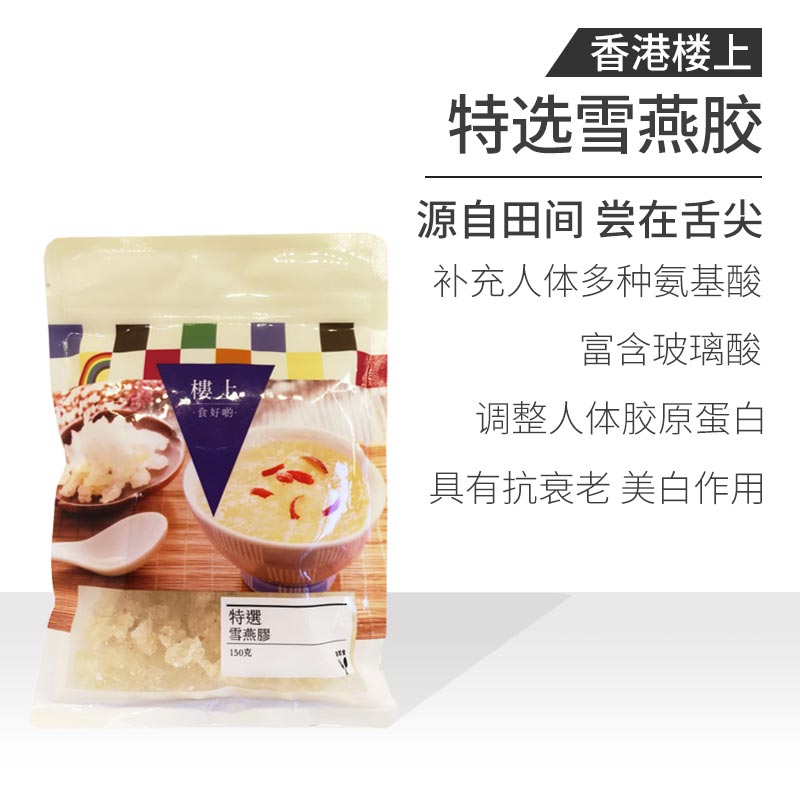 香港楼上
特选雪燕胶
源自田间 尝在舌尖
补充人体多种氨基酸
富含玻璃酸
调整人体胶原蛋白
具有抗衰老 美白作用
樓上
·食好啲·
特選
雪燕膠
150克